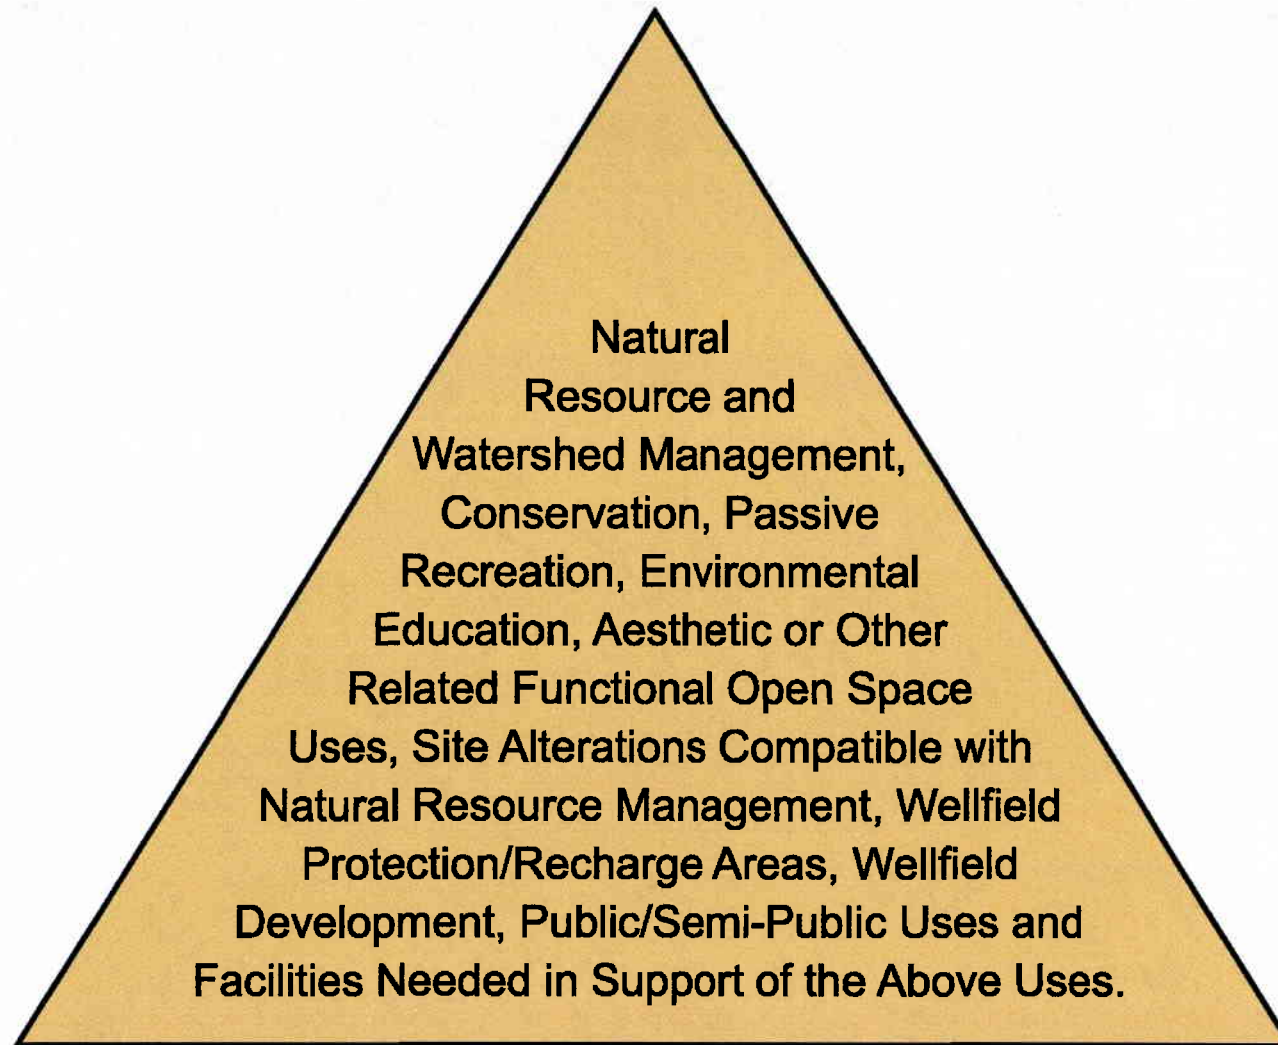 Natural
Resource and
Watershed Management,
Conservation, Passive
Recreation, Environmental
Education, Aesthetic or Other
Related Functional Open Space
Uses, Site Alterations Compatible with
Natural Resource Management, Wellfield
Protection/Recharge Areas, Wellfield
Development, Public/Semi-Public Uses and
Facilities Needed in Support of the Above Uses.